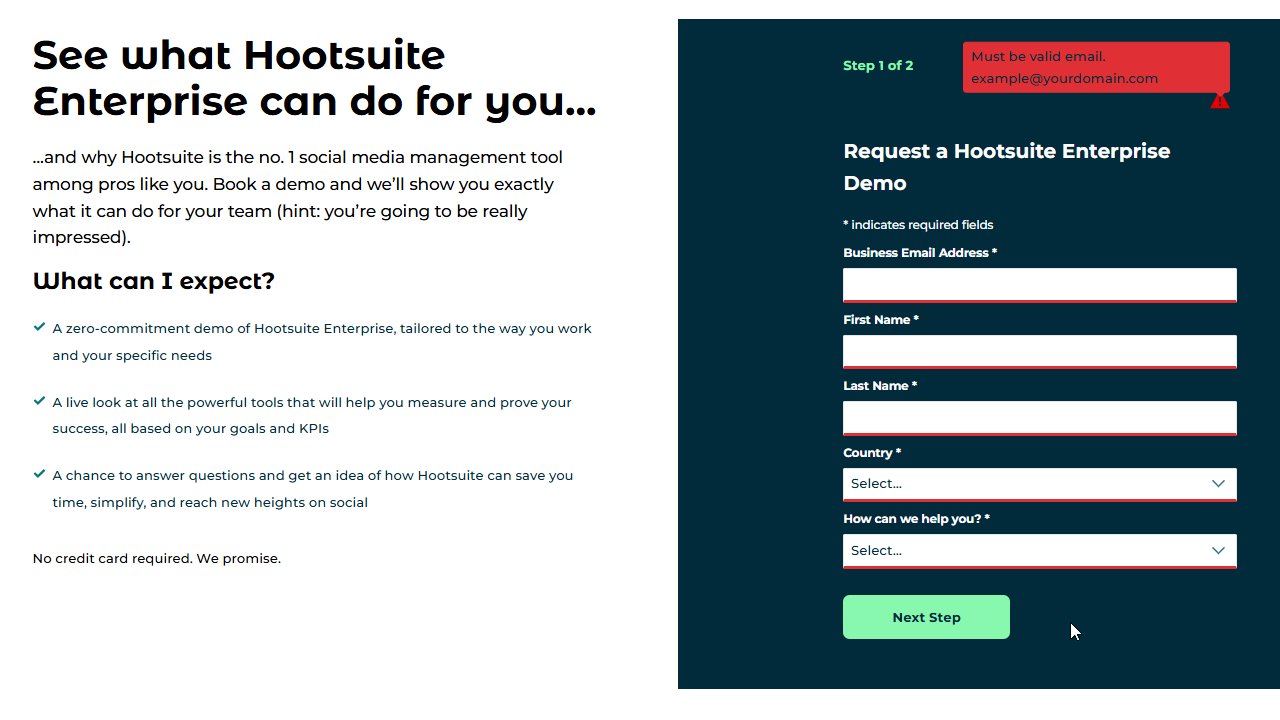 See what Hootsuite
Enterprise can do for you...
...and why Hootsuite is the no. 1 social media management tool
among pros like you. Book a demo and we’ll show you exactly
what it can do for your team (hint: you’re going to be really
impressed).
What can I expect?
A zero-commitment demo of Hootsuite Enterprise, tailored to the way you work
and your specific needs
A live look at all the powerful tools that will help you measure and prove your
success, all based on your goals and KPIs
A chance to answer questions and get an idea of how Hootsuite can save you
time, simplify, and reach new heights on social
No credit card required. We promise.
Step 1 of 2
Must be valid email.
example@yourdomain.com
Request a Hootsuite Enterprise
Demo
* indicates required fields
Business Email Address *
First Name *
Last Name *
Country *
Select...
How can we help you? *
Select...
Next Step